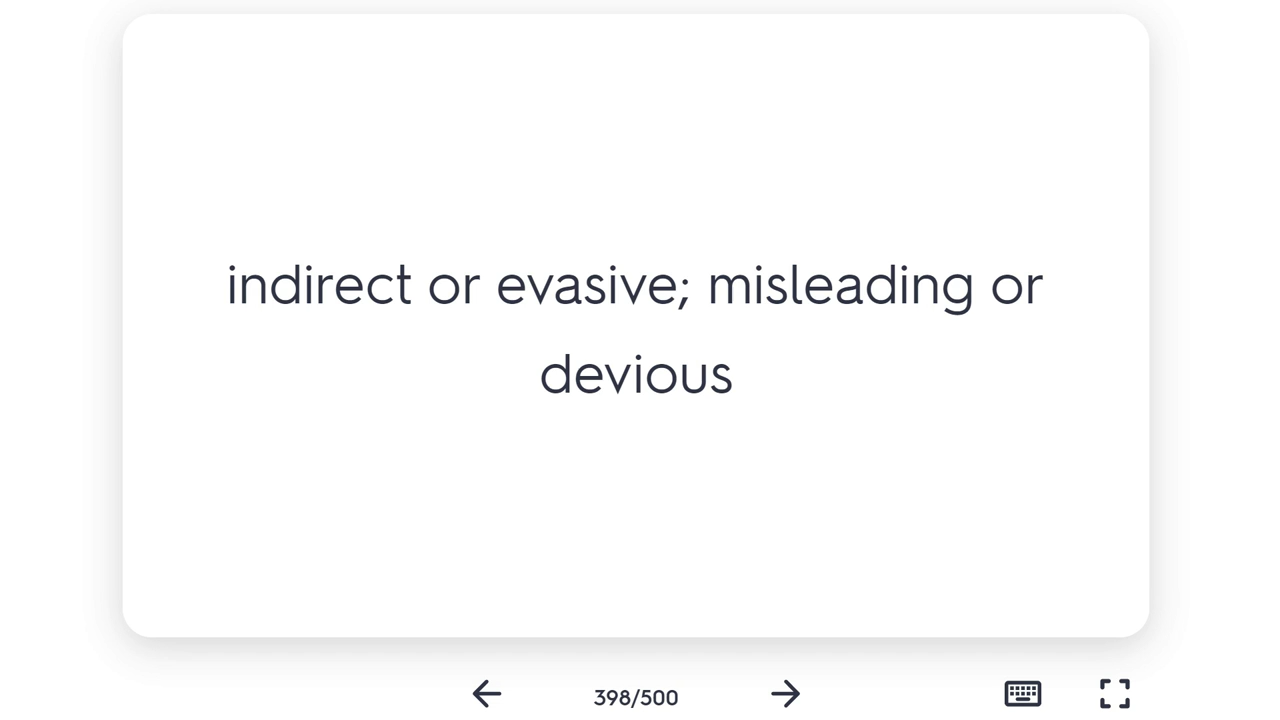 indirect or evasive; misleading or
devious
398/500